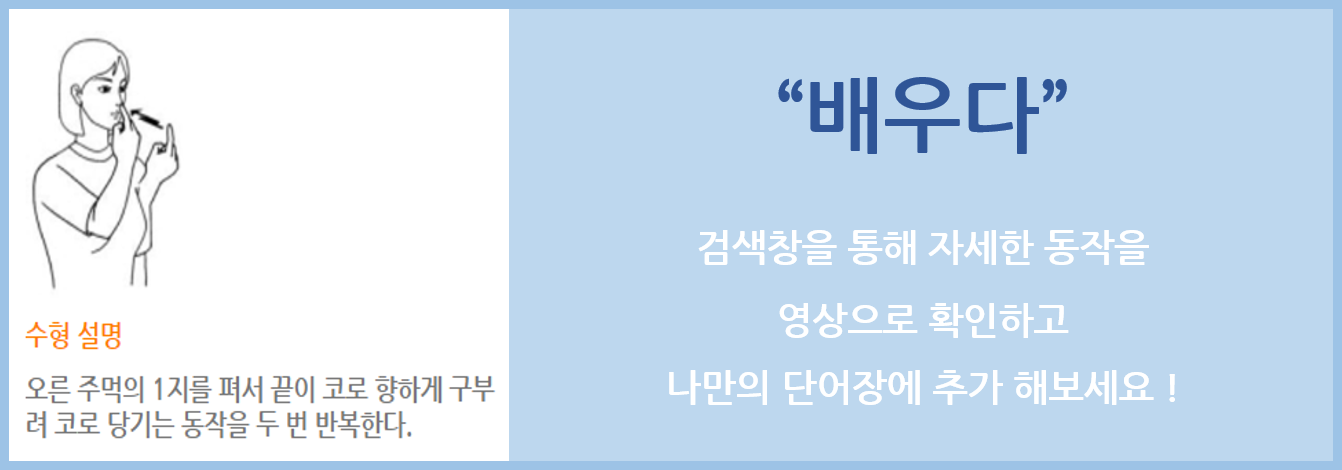 수형 설명
오른 주먹의 1지를 펴서 끝이 코로 향하게 구부
려 코로 당기는 동작을 두 번 반복한다.
“배우다”
검색창을 통해 자세한 동작을
영상으로 확인하고
나만의 단어장에 추가 해보세요 !